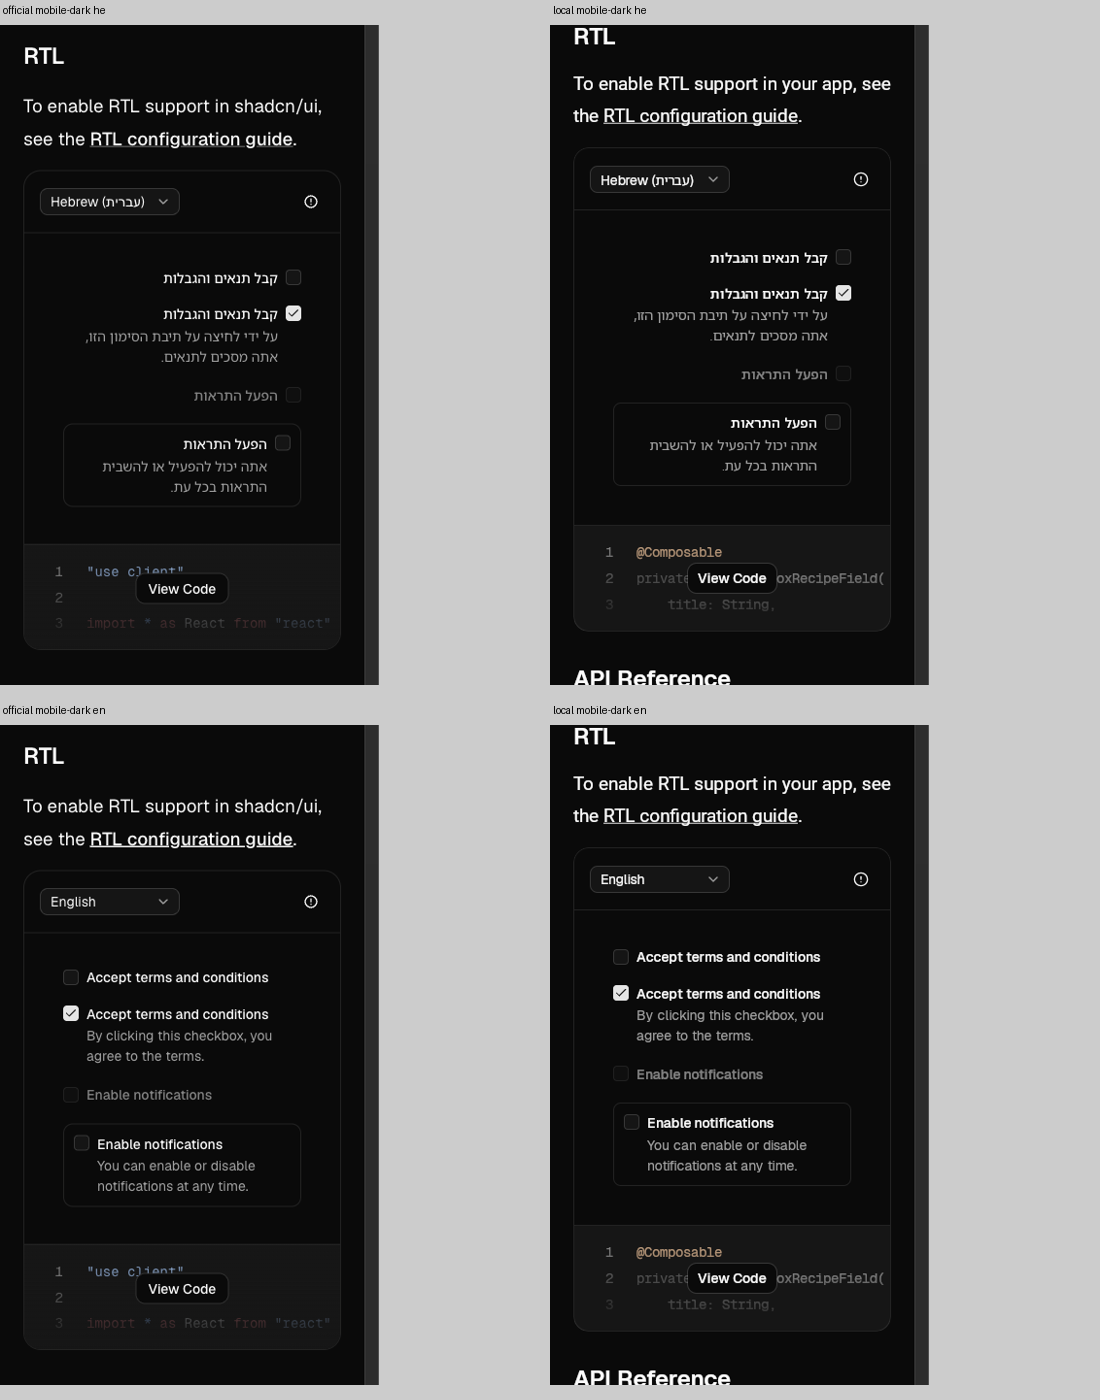 official mobile-dark he
RTL
To enable RTL support in shadcn/ui,
see the RTL configuration guide.
Hebrew (עברית)
קבל תנאים והגבלות
קבל תנאים והגבלות
על ידי לחיצה על תיבת הסימון הזו,
אתה מסכים לתנאים.
הפעל התראות
הפעל התראות
אתה יכול להפעיל או להשבית
התראות בכל עת.
1 "use client"
View Code
2
3 import * as React from "react"
local mobile-dark he
RTL
To enable RTL support in your app, see
the RTL configuration guide.
Hebrew (עברית)
קבל תנאים והגבלות
קבל תנאים והגבלות
על ידי לחיצה על תיבת הסימון הזו,
אתה מסכים לתנאים.
הפעל התראות
הפעל התראות
אתה יכול להפעיל או להשבית
התראות בכל עת.
1 @Composable
2 private View Code oxRecipeField(
3 title: String,
API Reference
official mobile-dark en
RTL
To enable RTL support in shadcn/ui,
see the RTL configuration guide.
English
Accept terms and conditions
Accept terms and conditions
By clicking this checkbox, you
agree to the terms.
Enable notifications
Enable notifications
You can enable or disable
notifications at any time.
1 "use client"
View Code
2
3 import * as React from "react"
local mobile-dark en
RTL
To enable RTL support in your app, see
the RTL configuration guide.
English
Accept terms and conditions
Accept terms and conditions
By clicking this checkbox, you
agree to the terms.
Enable notifications
Enable notifications
You can enable or disable
notifications at any time.
1 @Composable
2 private View Code oxRecipeField(
3 title: String,
API Reference